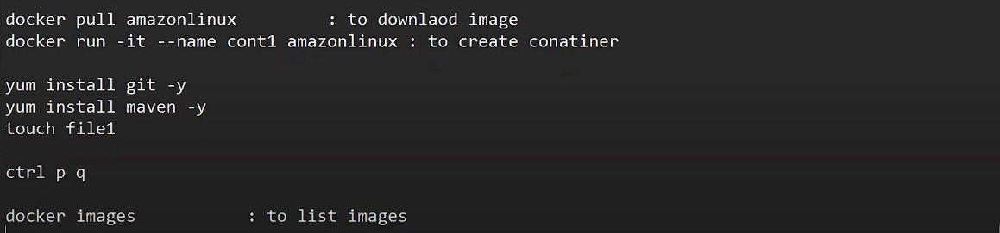 docker pull amazonlinux : to downlaod image
docker run -it --name cont1 amazonlinux : to create conatiner
yum install git -y
yum install maven -y
touch file1
ctrl p q
docker images : to list images